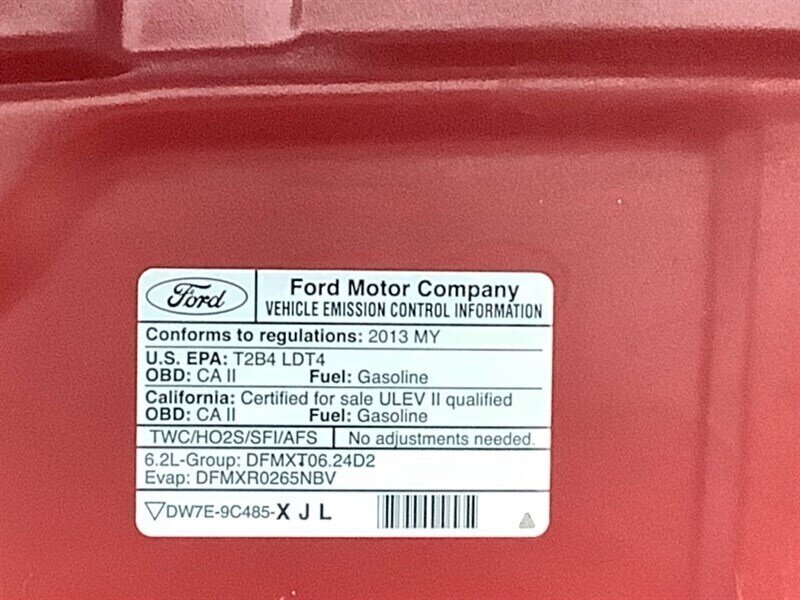 Ford
Ford Motor Company
VEHICLE EMISSION CONTROL INFORMATION
Conforms to regulations: 2013 MY
U.S. EPA: T2B4 LDT4
OBD: CA II Fuel: Gasoline
California: Certified for sale ULEV II qualified
OBD: CA II Fuel: Gasoline
TWC/HO2S/SFI/AFS No adjustments needed.
6.2L-Group: DFMXT06.24D2
Evap: DFMXR0265NBV
DW7E-9C485-X J L